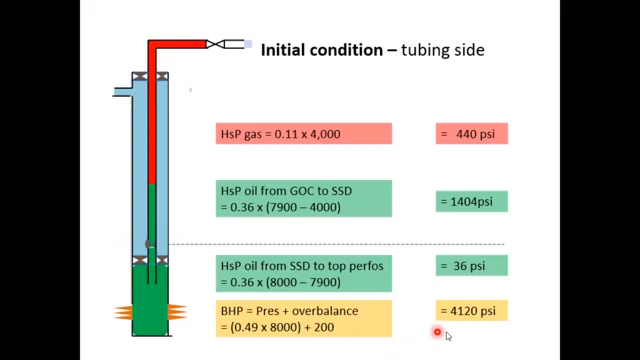 Initial condition – tubing side
HsP gas = 0.11 x 4,000
= 440 psi
HsP oil from GOC to SSD
= 0.36 x (7900 – 4000)
= 1404psi
HsP oil from SSD to top perfos
= 0.36 x (8000 – 7900)
= 36 psi
BHP = Pres + overbalance
= (0.49 x 8000) + 200
= 4120 psi